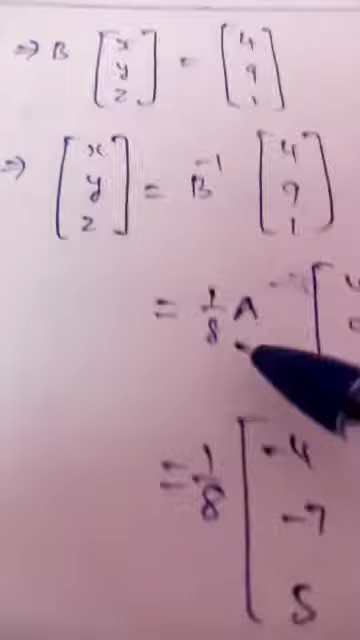 ⇒ B [x y z] = [4 9 1]
⇒ [x y z] = B⁻¹ [4 9 1]
= 1/8 A [
= 1/8 [-4 -7 5